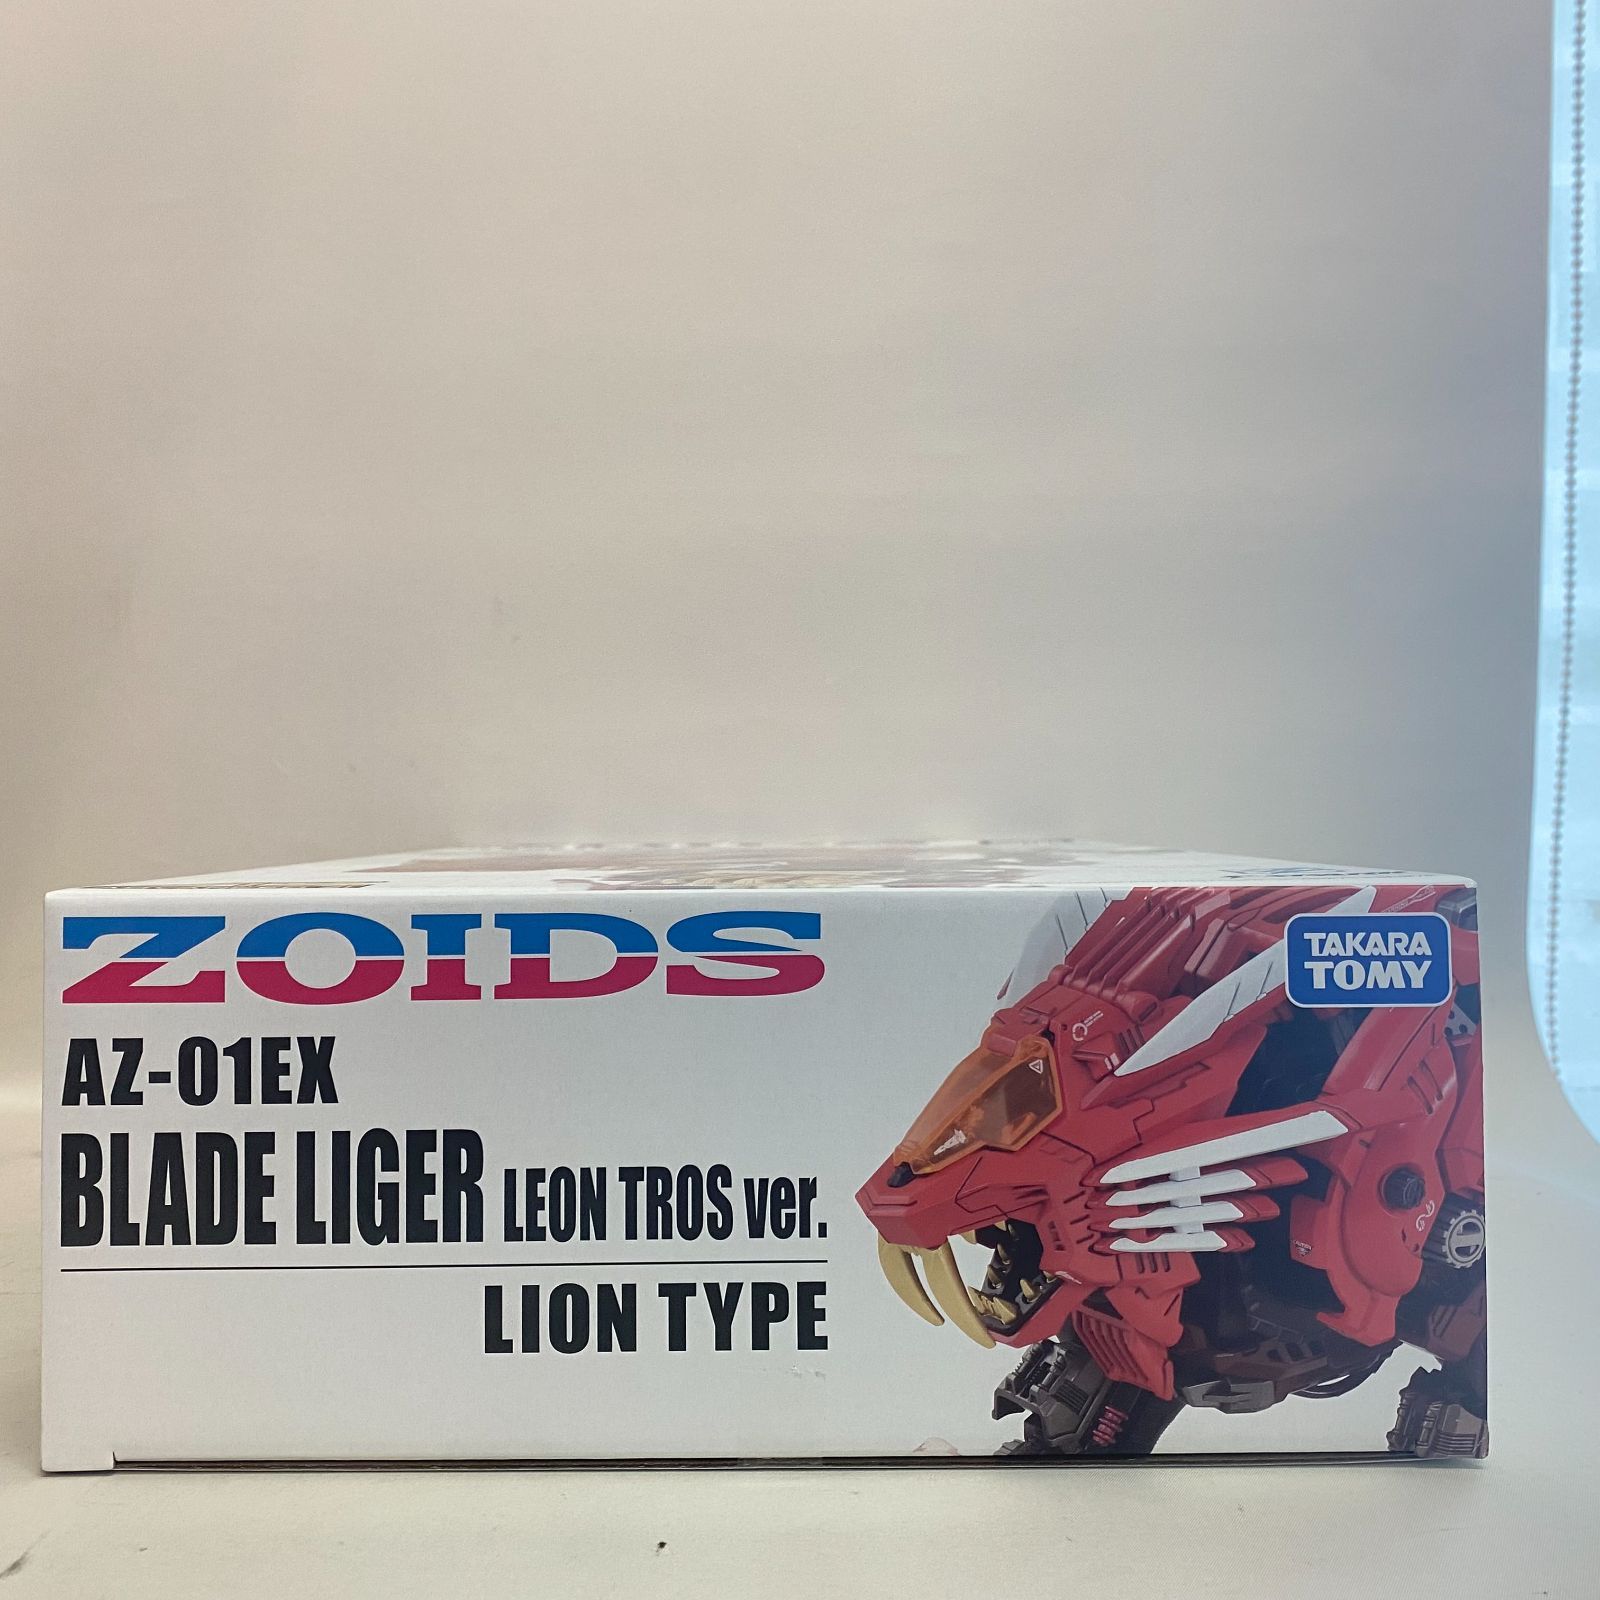 ZOIDS
AZ-01EX
BLADE LIGER LEON TROS ver.
LION TYPE
TAKARA
TOMY